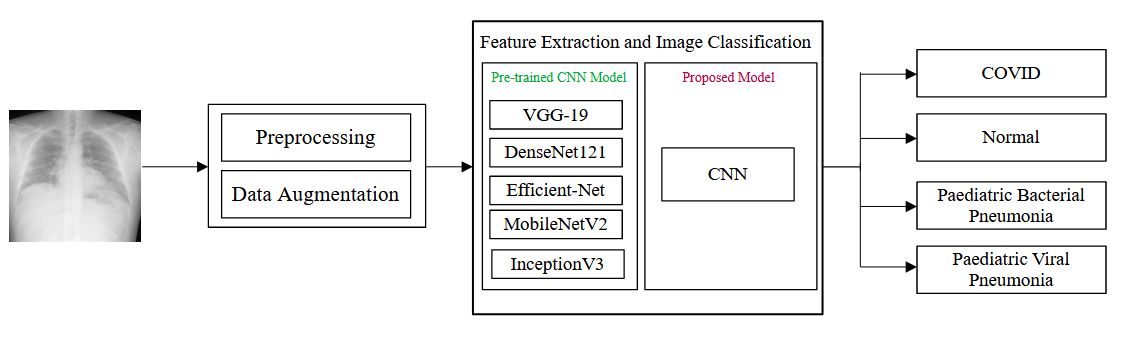 Feature Extraction and Image Classification
Pre-trained CNN Model
VGG-19
DenseNet121
Efficient-Net
MobileNetV2
InceptionV3
Proposed Model
CNN
Preprocessing
Data Augmentation
COVID
Normal
Paediatric Bacterial
Pneumonia
Paediatric Viral
Pneumonia